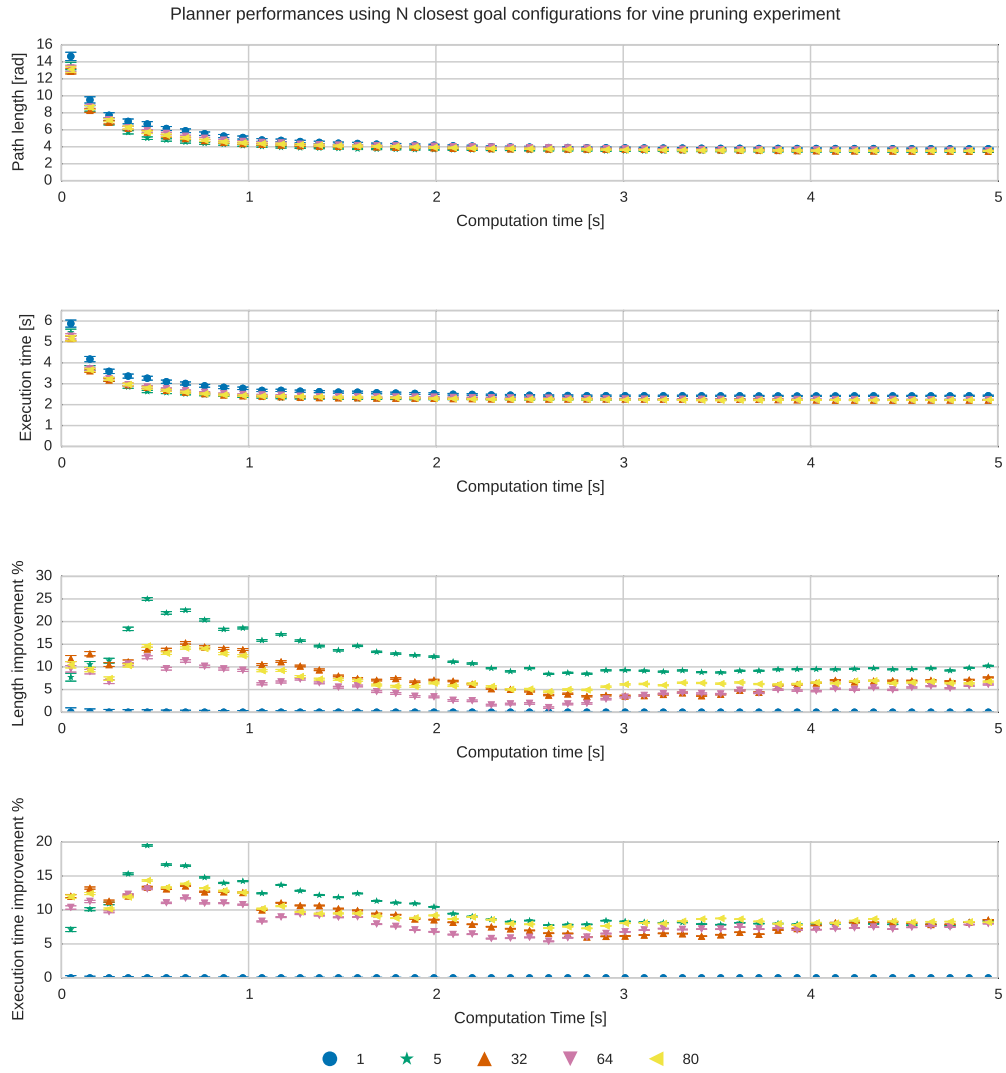 Planner performances using N closest goal configurations for vine pruning experiment
Path length [rad]
16
14
12
10
8
6
4
2
0
0 1 2 3 4 5
Computation time [s]
Execution time [s]
6
5
4
3
2
1
0
0 1 2 3 4 5
Computation time [s]
Length improvement %
30
25
20
15
10
5
0
0 1 2 3 4 5
Computation time [s]
Execution time improvement %
20
15
10
5
0
0 1 2 3 4 5
Computation Time [s]
1 5 32 64 80